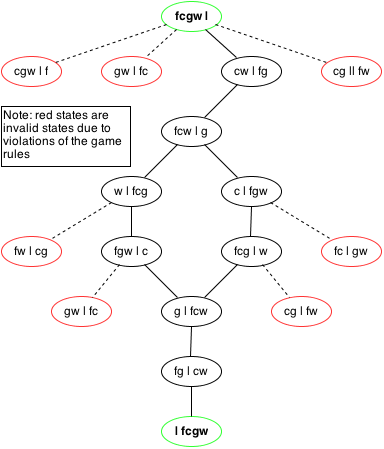 fcgw l
cgw l f
gw l fc
cw l fg
cg ll fw
Note: red states are
invalid states due to
violations of the game
rules
fcw l g
w l fcg
c l fgw
fw l cg
fgw l c
fcg l w
fc l gw
gw l fc
g l fcw
cg l fw
fg l cw
l fcgw